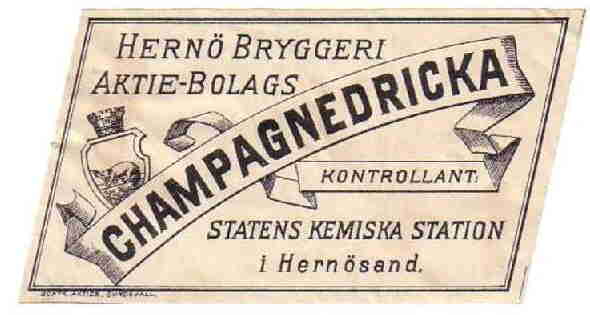 HERNÖ BRYGGERI
AKTIE-BOLAGS
CHAMPAGNEDRICKA
KONTROLLANT:
STATENS KEMISKA STATION
i Hernösand.